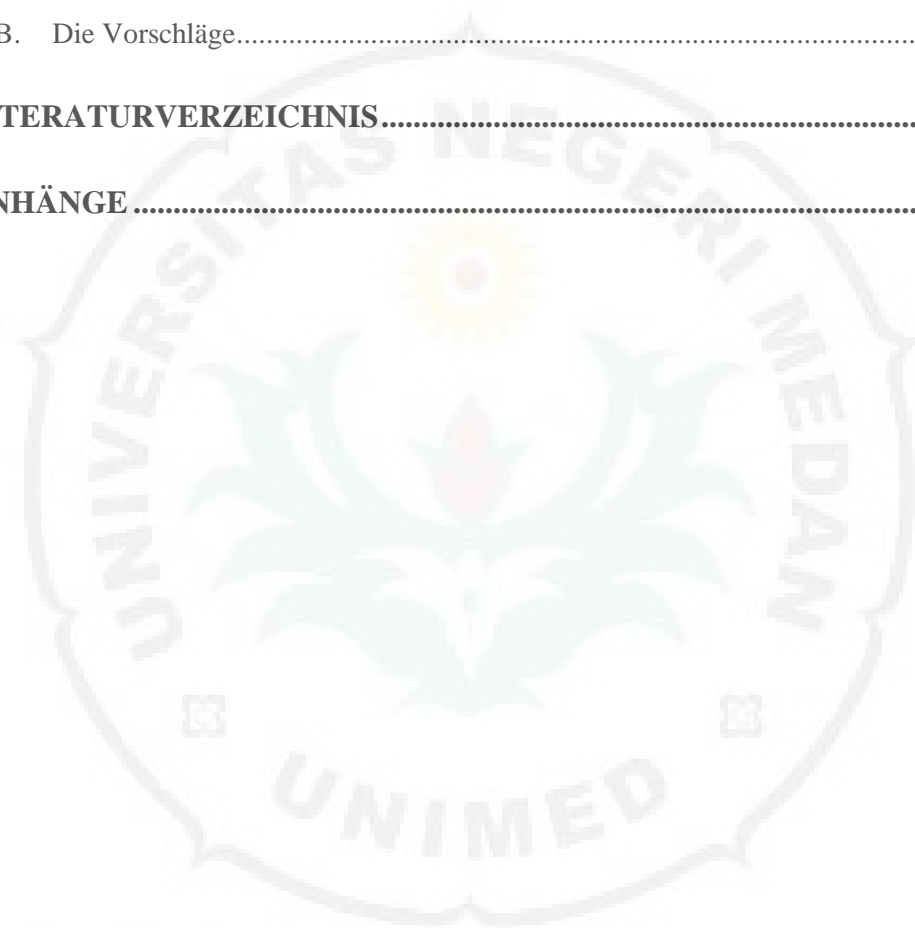 B. Die Vorschläge..........................................................................................
TERATURVERZEICHNIS....................................................................
NHÄNGE ....................................................................................................
UNIVERSITAS NEGERI MEDAN
UNIMED